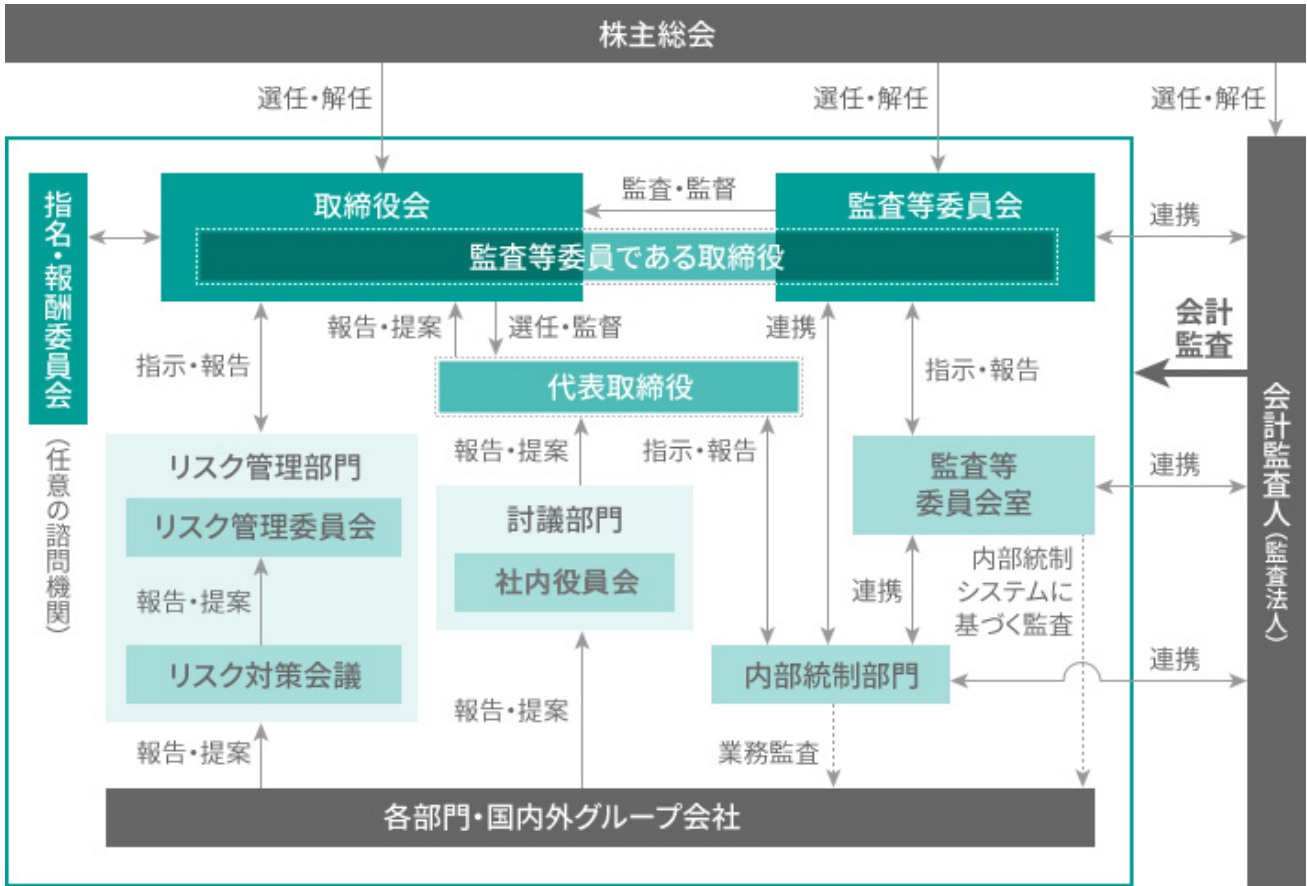 株主総会
選任・解任
選任・解任
選任・解任
指名・報酬委員会
(任意の諮問機関)
取締役会
監査・監督
監査等委員会
監査等委員である取締役
連携
会計
監査
会計監査人(監査法人)
指示・報告
報告・提案
選任・監督
連携
指示・報告
代表取締役
リスク管理部門
リスク管理委員会
報告・提案
リスク対策会議
報告・提案
報告・提案
討議部門
社内役員会
報告・提案
指示・報告
監査等
委員会室
連携
連携
内部統制
システムに
基づく監査
内部統制部門
連携
業務監査
各部門・国内外グループ会社